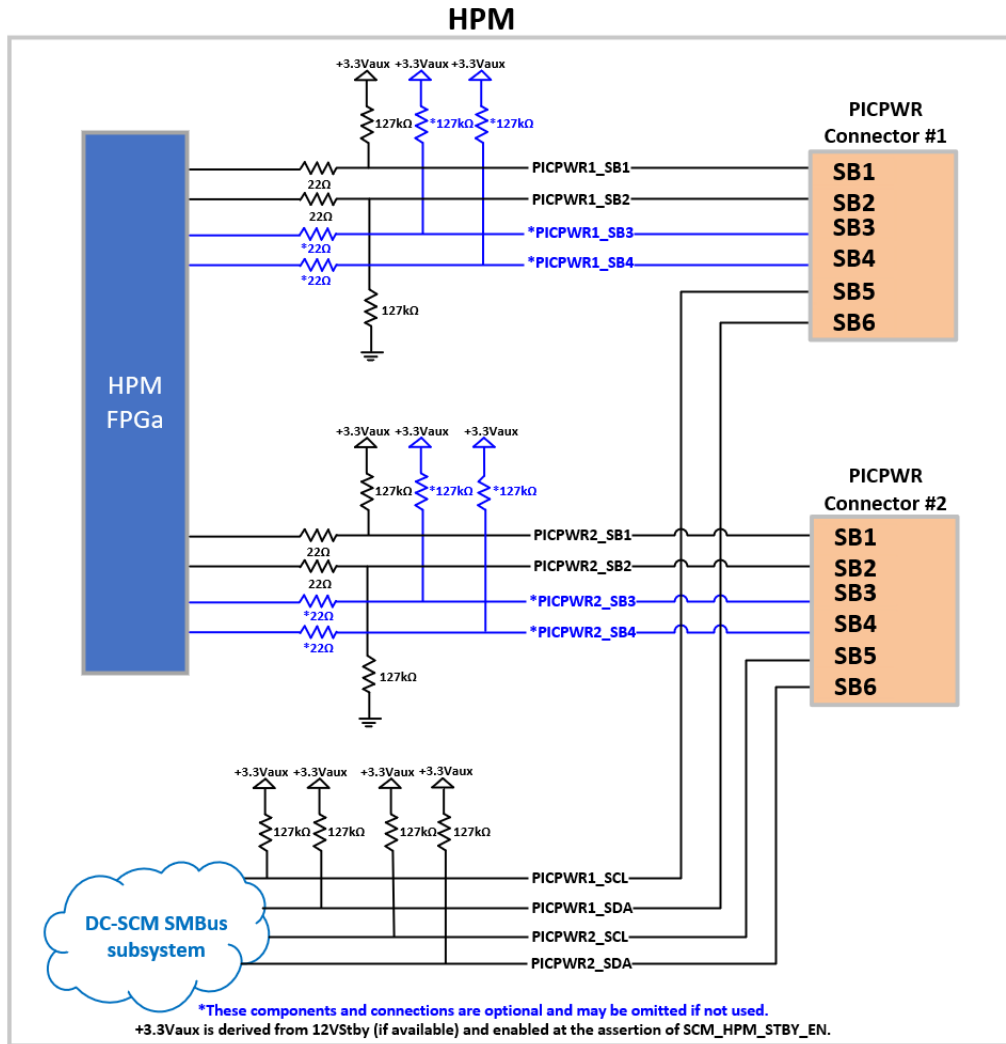 HPM
+3.3Vaux +3.3Vaux +3.3Vaux
PICPWR
Connector #1
127kΩ *127kΩ *127kΩ
PICPWR1_SB1 SB1
22Ω
PICPWR1_SB2 SB2
22Ω
*PICPWR1_SB3 SB3
*22Ω
*PICPWR1_SB4 SB4
*22Ω
SB5
127kΩ
SB6
HPM
FPGa
+3.3Vaux +3.3Vaux +3.3Vaux
PICPWR
Connector #2
127kΩ *127kΩ *127kΩ
PICPWR2_SB1 SB1
22Ω
PICPWR2_SB2 SB2
22Ω
*PICPWR2_SB3 SB3
*22Ω
*PICPWR2_SB4 SB4
*22Ω
SB5
127kΩ
SB6
+3.3Vaux +3.3Vaux +3.3Vaux +3.3Vaux
127kΩ 127kΩ 127kΩ 127kΩ
PICPWR1_SCL
PICPWR1_SDA
DC-SCM SMBus
subsystem
PICPWR2_SCL
PICPWR2_SDA
*These components and connections are optional and may be omitted if not used.
+3.3Vaux is derived from 12VStby (if available) and enabled at the assertion of SCM_HPM_STBY_EN.